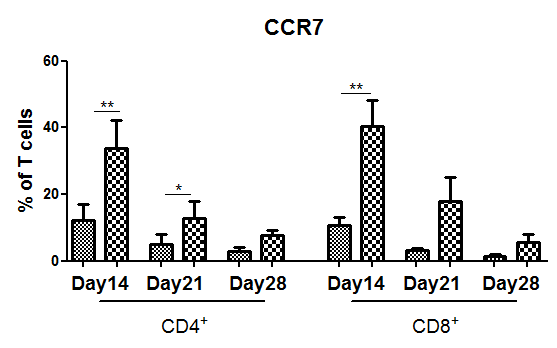 CCR7
% of T cells
60
40
20
0
** * **
Day14 Day21 Day28 Day14 Day21 Day28
CD4+ CD8+